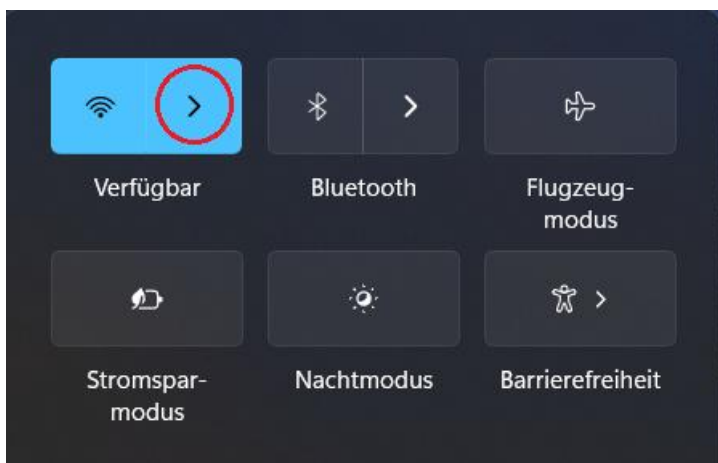 Verfügbar
Bluetooth
Flugzeug-
modus
Stromspar-
modus
Nachtmodus
Barrierefreiheit